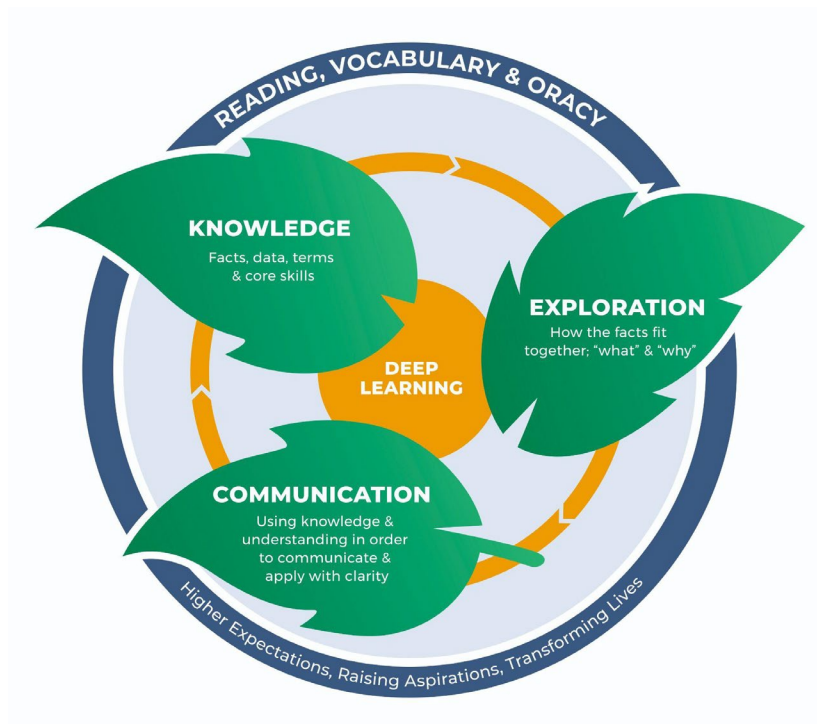 READING, VOCABULARY & ORACY
KNOWLEDGE
Facts, data, terms
& core skills
EXPLORATION
How the facts fit
together; “what” & “why”
DEEP
LEARNING
COMMUNICATION
Using knowledge &
understanding in order
to communicate &
apply with clarity
Higher Expectations, Raising Aspirations, Transforming Lives